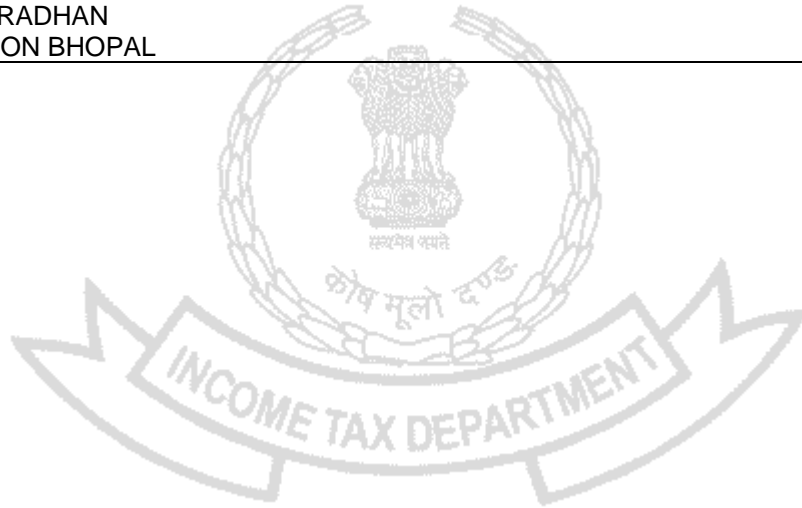 RADHAN
ON BHOPAL
सत्यमेव जयते
कोष मूलो दण्ड:
INCOME TAX DEPARTMENT